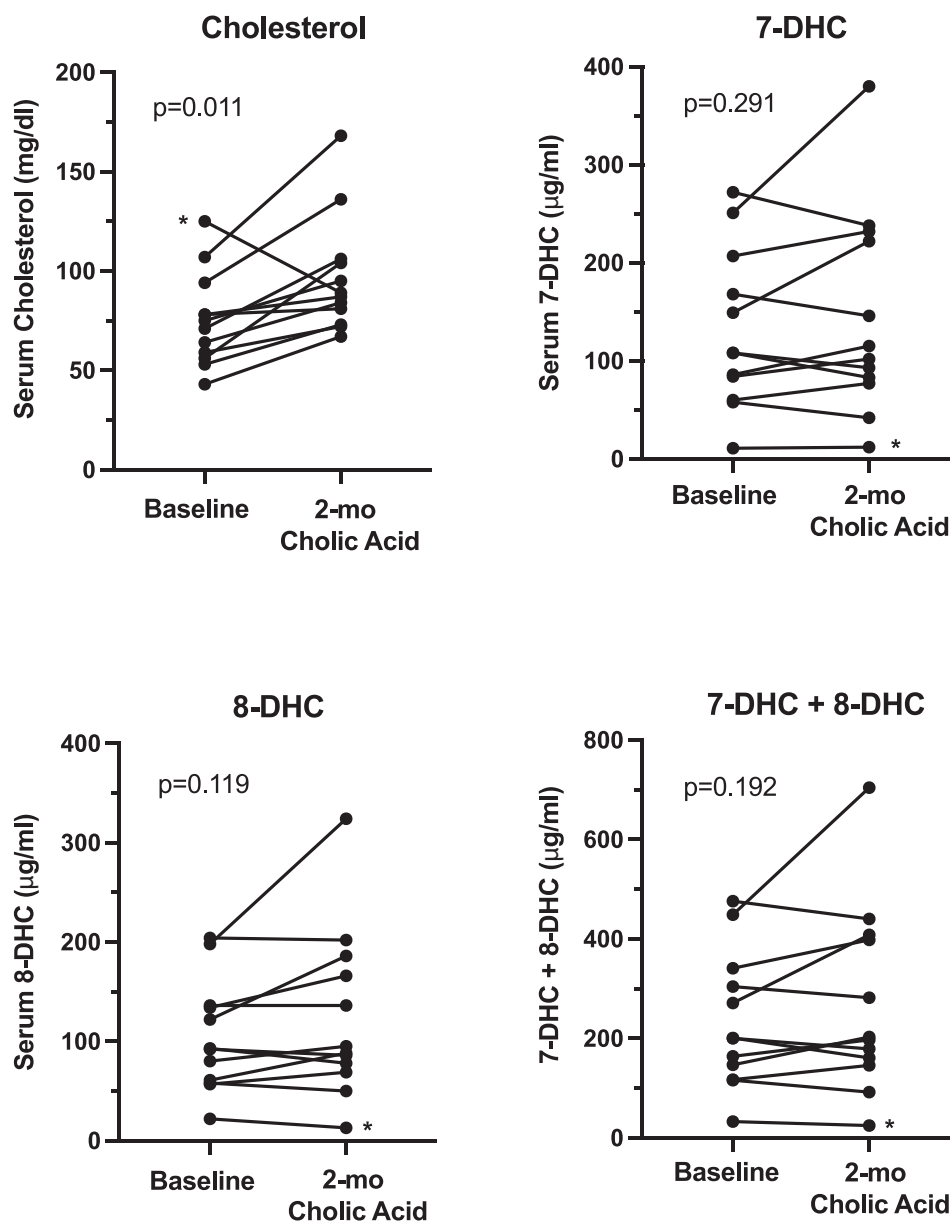 Cholesterol
p=0.011
Serum Cholesterol (mg/dl)
200
150
100
50
0
*
Baseline
2-mo
Cholic Acid
7-DHC
p=0.291
Serum 7-DHC (μg/ml)
400
300
200
100
0
*
Baseline
2-mo
Cholic Acid
8-DHC
p=0.119
Serum 8-DHC (μg/ml)
400
300
200
100
0
*
Baseline
2-mo
Cholic Acid
7-DHC + 8-DHC
p=0.192
7-DHC + 8-DHC (μg/ml)
800
600
400
200
0
*
Baseline
2-mo
Cholic Acid